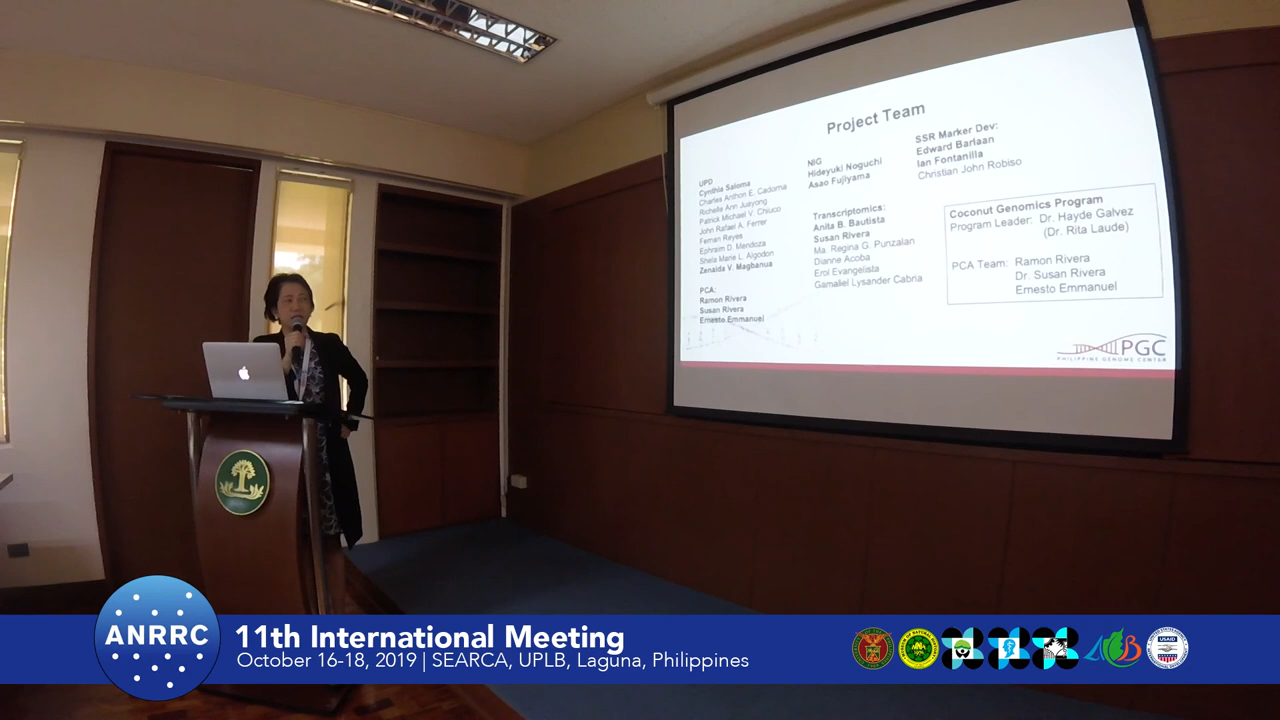 Project Team
UPD
Cynthia Saloma
Charles Anthon E. Cadorna
Richelle Ann Juayong
Patrick Michael V. Chiuco
John Rafael A. Ferrer
Fernan Reyes
Ephraim D. Mendoza
Shela Marie L. Algodon
Zenaida V. Magbanua
PCA:
Ramon Rivera
Susan Rivera
Ernesto Emmanuel
NIG
Hideyuki Noguchi
Asao Fujiyama
Transcriptomics:
Anita B. Bautista
Susan Rivera
Ma. Regina G. Punzalan
Dianne Acoba
Erol Evangelista
Gamaliel Lysander Cabria
SSR Marker Dev:
Edward Barlaan
Ian Fontanilla
Christian John Robiso
Coconut Genomics Program
Program Leader: Dr. Hayde Galvez
(Dr. Rita Laude)
PCA Team: Ramon Rivera
Dr. Susan Rivera
Ernesto Emmanuel
PGC
PHILIPPINE GENOME CENTER
ANRRC
11th International Meeting
October 16-18, 2019 | SEARCA, UPLB, Laguna, Philippines
USAID